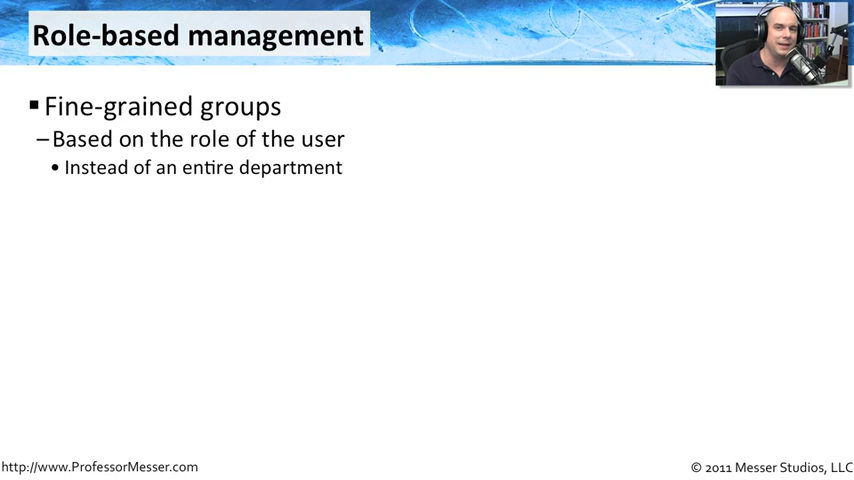 Role-based management
▪ Fine-grained groups
– Based on the role of the user
• Instead of an entire department
http://www.ProfessorMesser.com
© 2011 Messer Studios, LLC